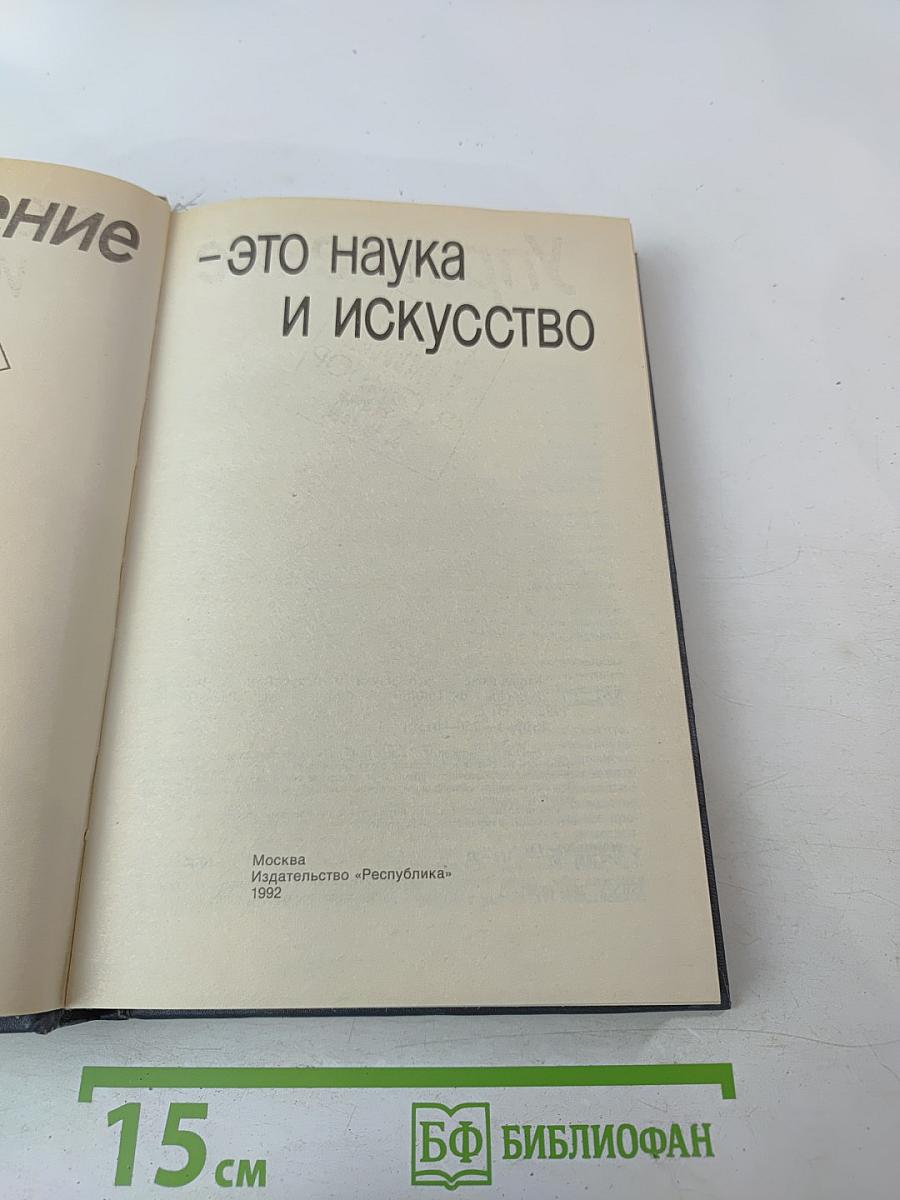 ение
– это наука
и искусство
Москва
Издательство «Республика»
1992
15 см
БФ БИБЛИОФАН